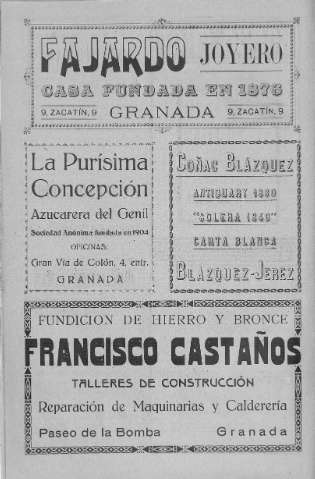 FAJARDO JOYERO
CASA FUNDADA EN 1876
9, ZACATÍN, 9 GRANADA 9, ZACATÍN, 9
La Purísima
Concepción
Azucarera del Genil
Sociedad Anónima fundada en 1904
OFICINAS:
Gran Vía de Colón, 4, entr.
GRANADA
COÑAC BLÁZQUEZ
ANTIQUARY 1880
"SOLERA 1840"
CARTA BLANCA
BLÁZQUEZ-JEREZ
FUNDICION DE HIERRO Y BRONCE
FRANCISCO CASTAÑOS
TALLERES DE CONSTRUCCIÓN
Reparación de Maquinarias y Calderería
Paseo de la Bomba Granada